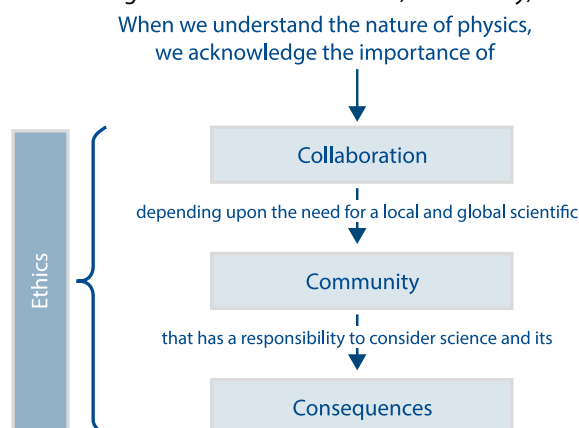 When we understand the nature of physics,
we acknowledge the importance of
Collaboration
depending upon the need for a local and global scientific
Community
that has a responsibility to consider science and its
Consequences
Ethics